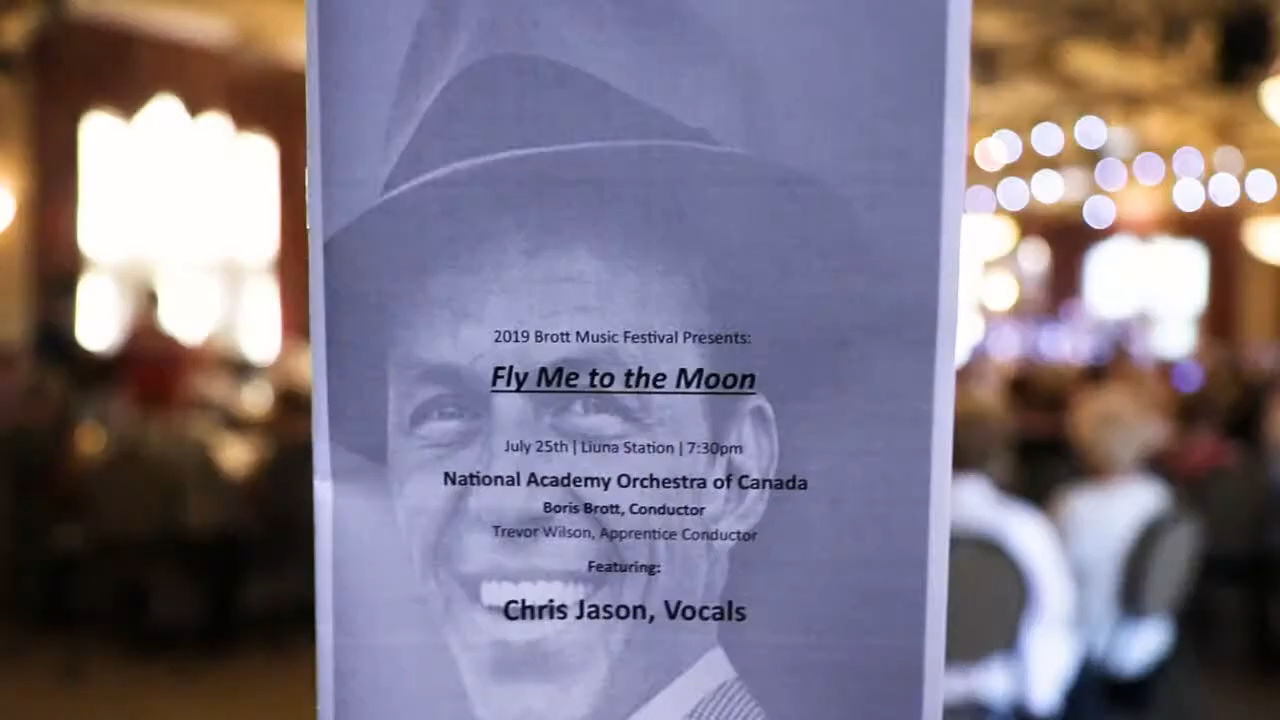 2019 Brott Music Festival Presents:
Fly Me to the Moon
July 25th | Liuna Station | 7:30pm
National Academy Orchestra of Canada
Boris Brott, Conductor
Trevor Wilson, Apprentice Conductor
Featuring:
Chris Jason, Vocals